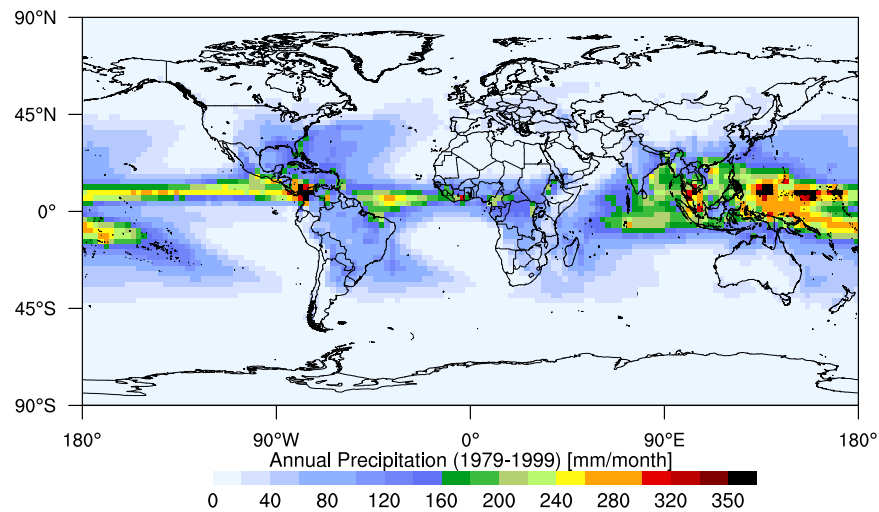 90°N
45°N
0°
45°S
90°S
180° 90°W 0° 90°E 180°
Annual Precipitation (1979-1999) [mm/month]
0 40 80 120 160 200 240 280 320 350